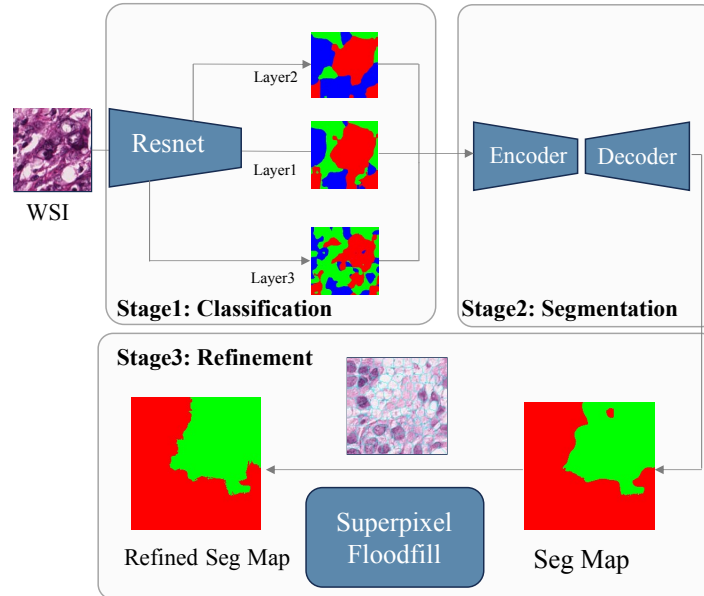 Layer2
Resnet
WSI
Layer1
Layer3
Stage1: Classification
Encoder
Decoder
Stage2: Segmentation
Stage3: Refinement
Refined Seg Map
Superpixel
Floodfill
Seg Map